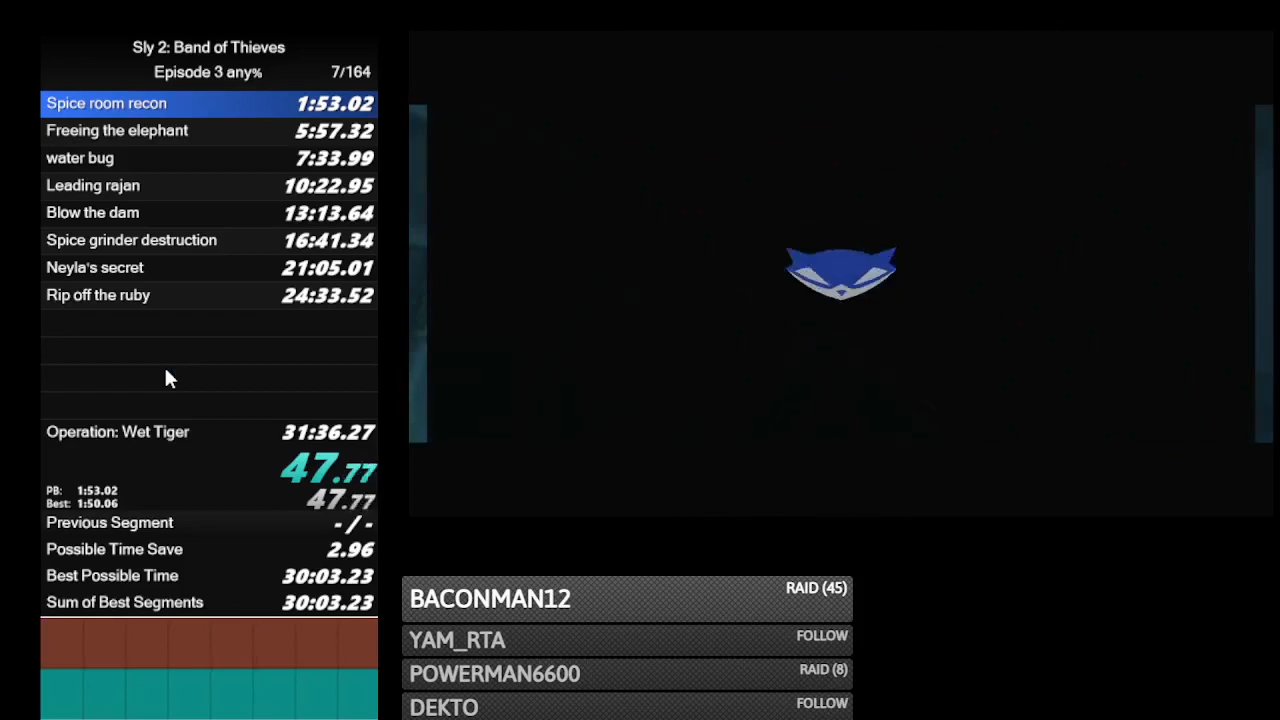 Sly 2: Band of Thieves
Episode 3 any% 7/164
Spice room recon 1:53.02
Freeing the elephant 5:57.32
water bug 7:33.99
Leading rajan 10:22.95
Blow the dam 13:13.64
Spice grinder destruction 16:41.34
Neyla's secret 21:05.01
Rip off the ruby 24:33.52
Operation: Wet Tiger 31:36.27
47.77
PB: 1:53.02
Best: 1:50.06 47.77
Previous Segment - / -
Possible Time Save 2.96
Best Possible Time 30:03.23
Sum of Best Segments 30:03.23
BACONMAN12 RAID (45)
YAM_RTA FOLLOW
POWERMAN6600 RAID (8)
DEKTO FOLLOW